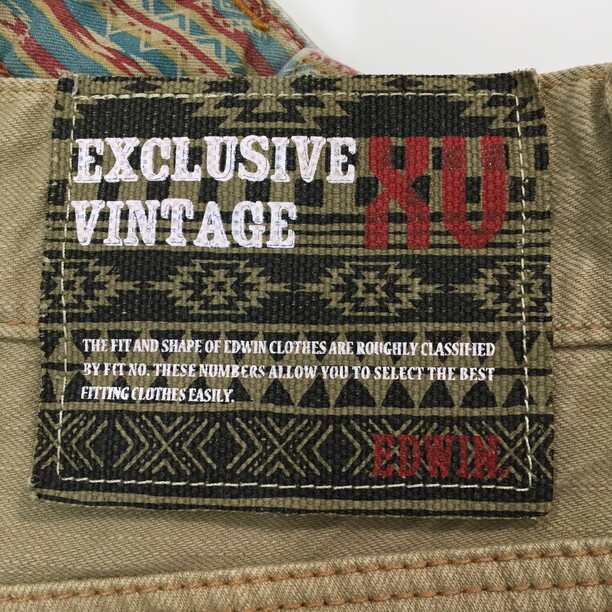 EXCLUSIVE XV
VINTAGE
THE FIT AND SHAPE OF EDWIN CLOTHES ARE ROUGHLY CLASSIFIED
BY FIT NO. THESE NUMBERS ALLOW YOU TO SELECT THE BEST
FITTING CLOTHES EASILY.
EDWIN.